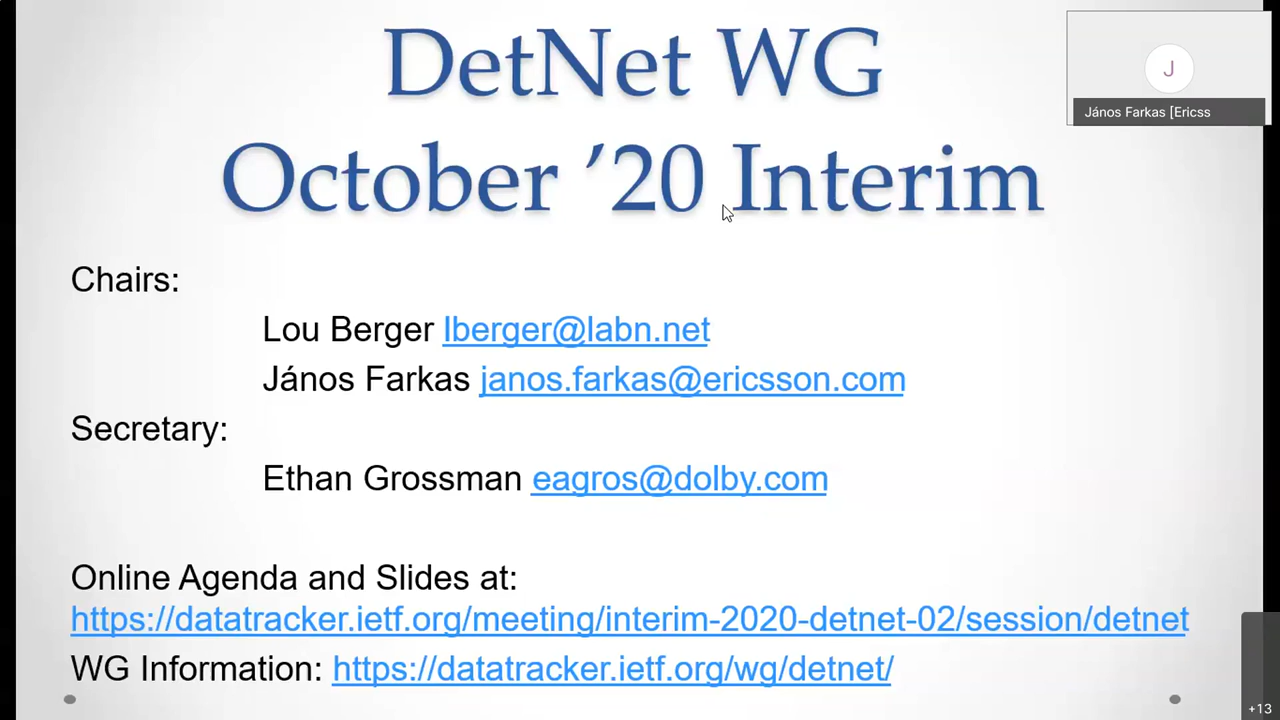 DetNet WG
October ’20 Interim
J
János Farkas [Ericss
Chairs:
Lou Berger lberger@labn.net
János Farkas janos.farkas@ericsson.com
Secretary:
Ethan Grossman eagros@dolby.com
Online Agenda and Slides at:
https://datatracker.ietf.org/meeting/interim-2020-detnet-02/session/detnet
WG Information: https://datatracker.ietf.org/wg/detnet/
+13